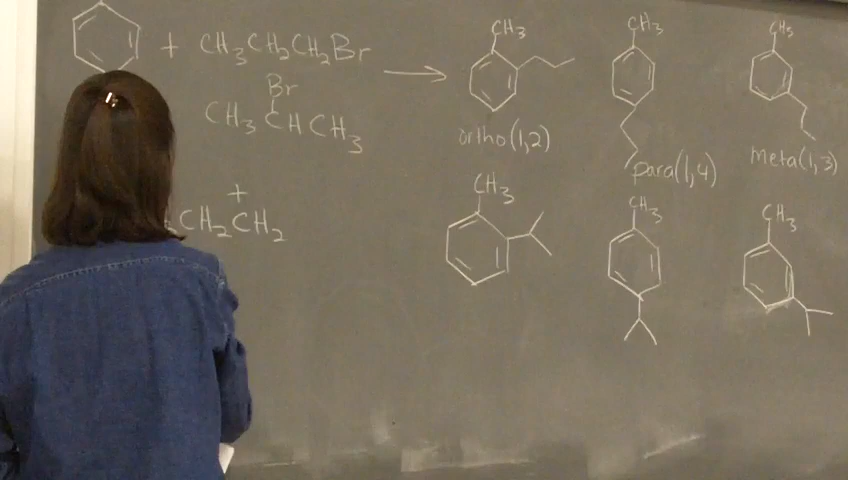 + CH3CH2CH2Br
Br
CH3CHCH3
+
CH2CH2
CH3
ortho(1,2)
CH3
para(1,4)
CH3
meta(1,3)
CH3
CH3
CH3